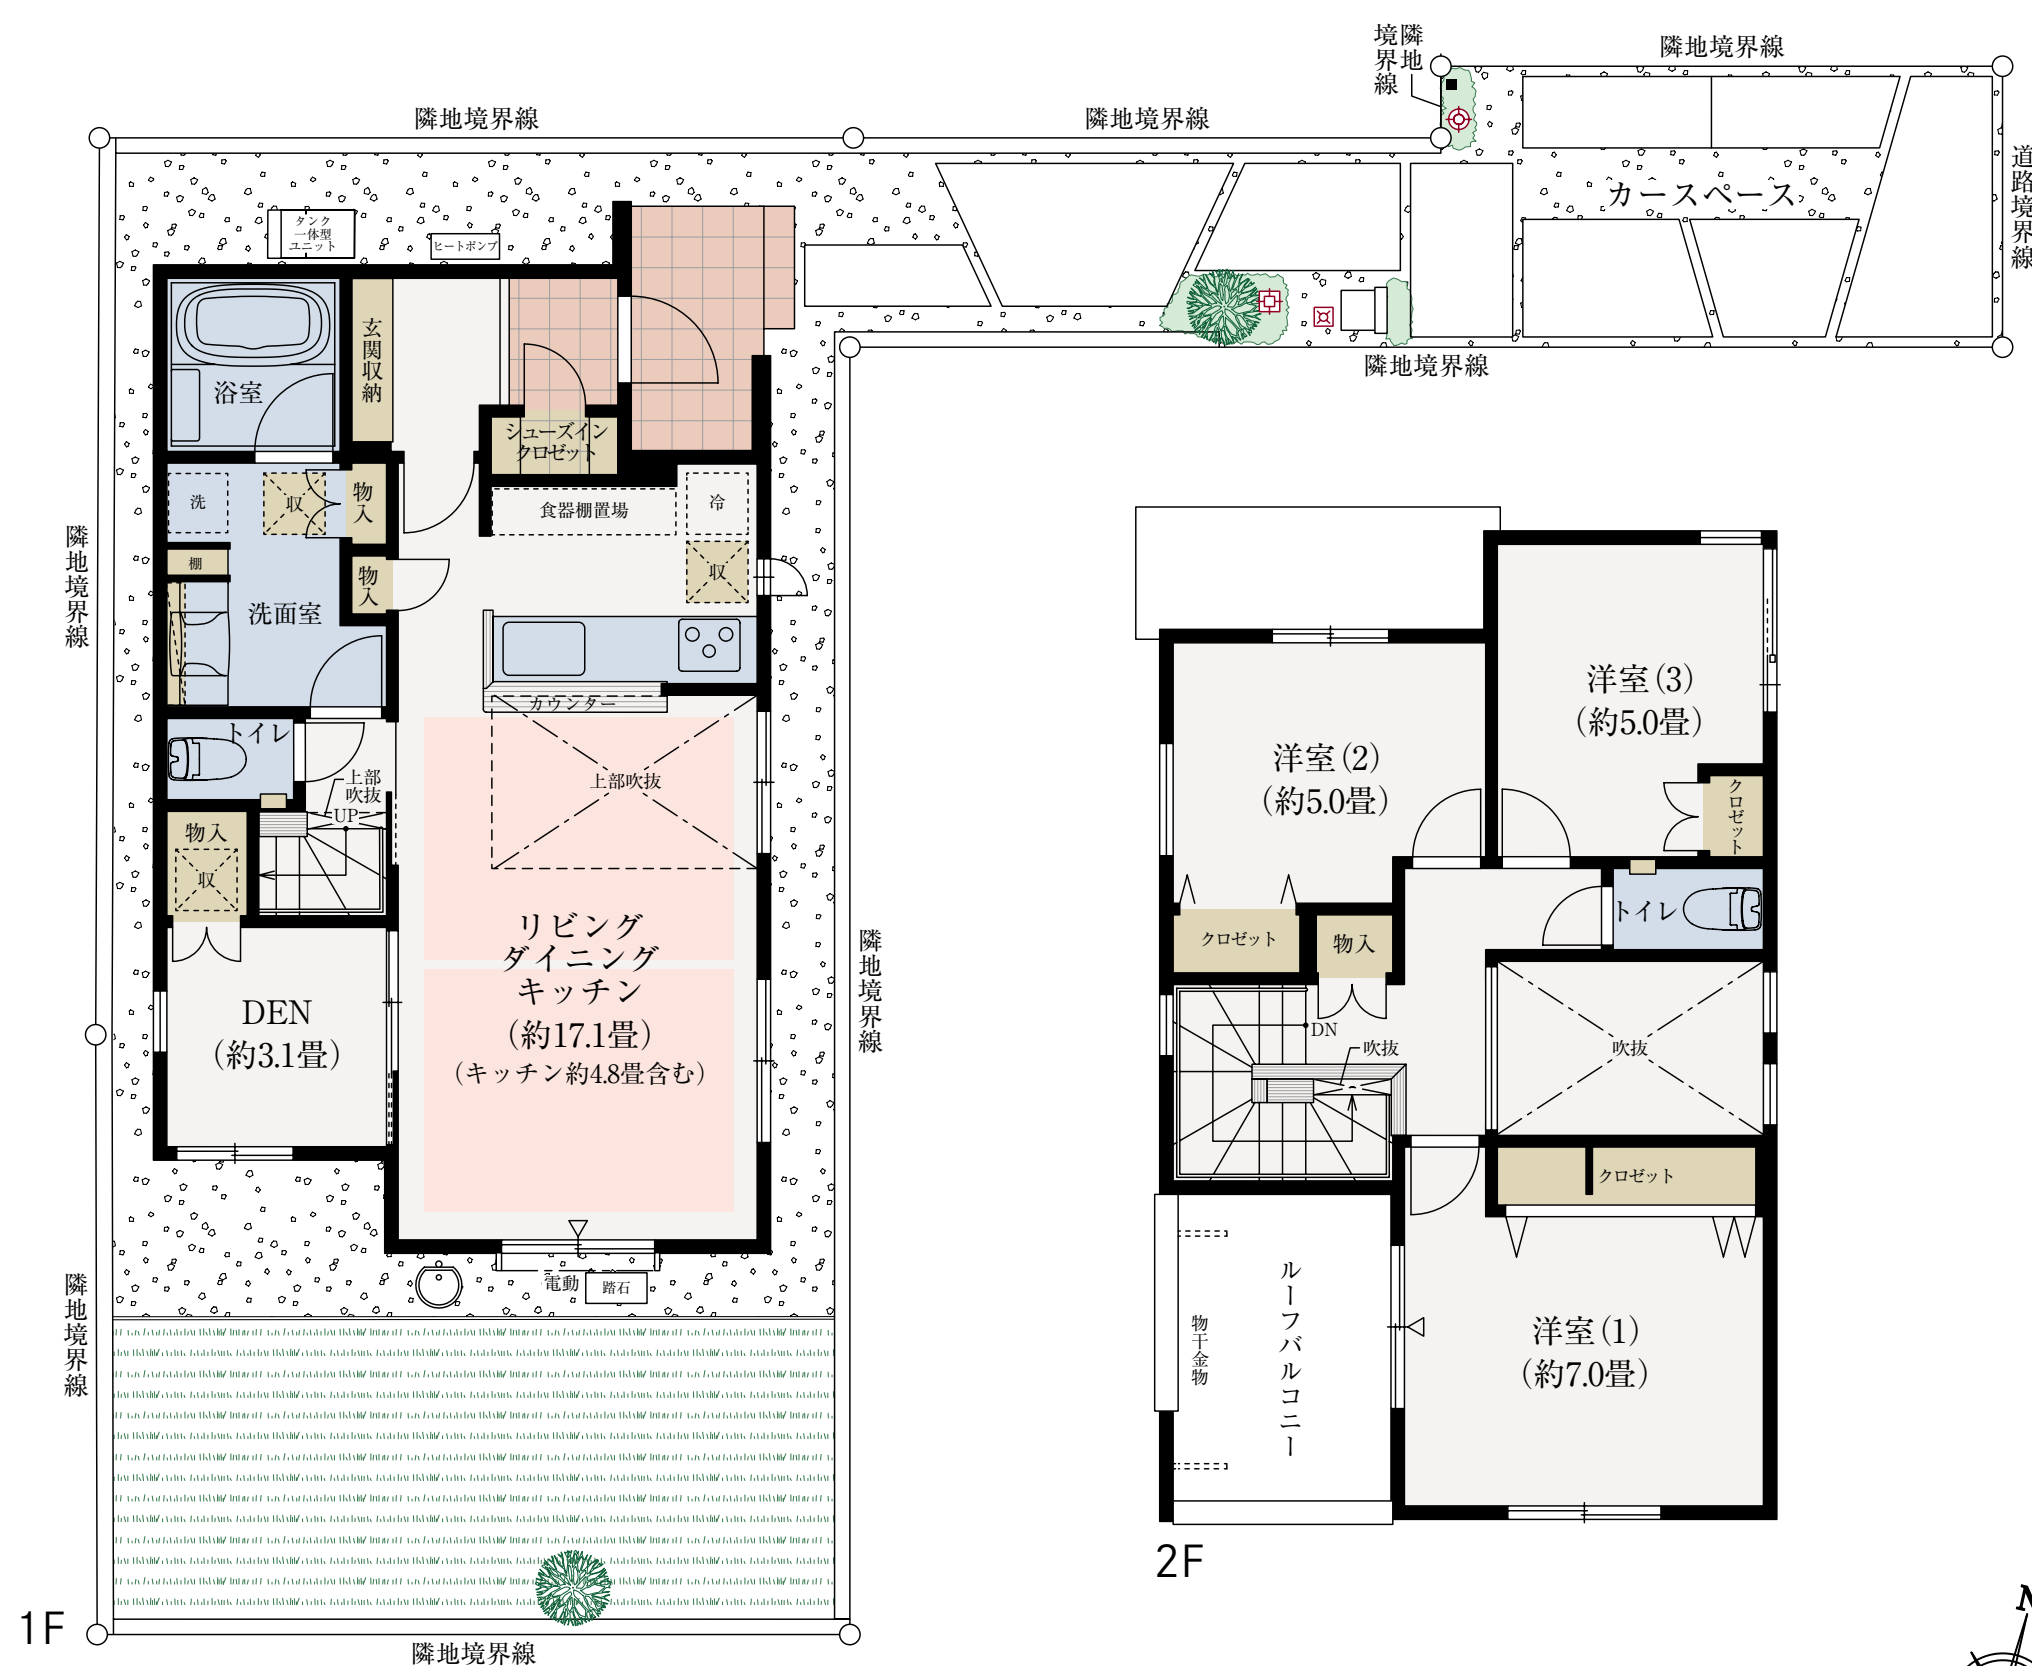 隣地境界線
隣地境界線
隣地境界線
隣地境界線
道路境界線
カースペース
隣地境界線
タンク
一体型
ユニット
ヒートポンプ
浴室
玄関収納
シューズイン
クロゼット
洗
収
物入
食器棚置場
冷
棚
物入
収
洗面室
カウンター
トイレ
上部
吹抜
UP
上部吹抜
物入
収
リビング
ダイニング
キッチン
(約17.1畳)
(キッチン約4.8畳含む)
DEN
(約3.1畳)
電動
踏石
隣地境界線
隣地境界線
隣地境界線
隣地境界線
1F
洋室(3)
(約5.0畳)
洋室(2)
(約5.0畳)
クロゼット
トイレ
クロゼット
物入
DN
吹抜
吹抜
クロゼット
ルーフバルコニー
物干金物
洋室(1)
(約7.0畳)
2F
N